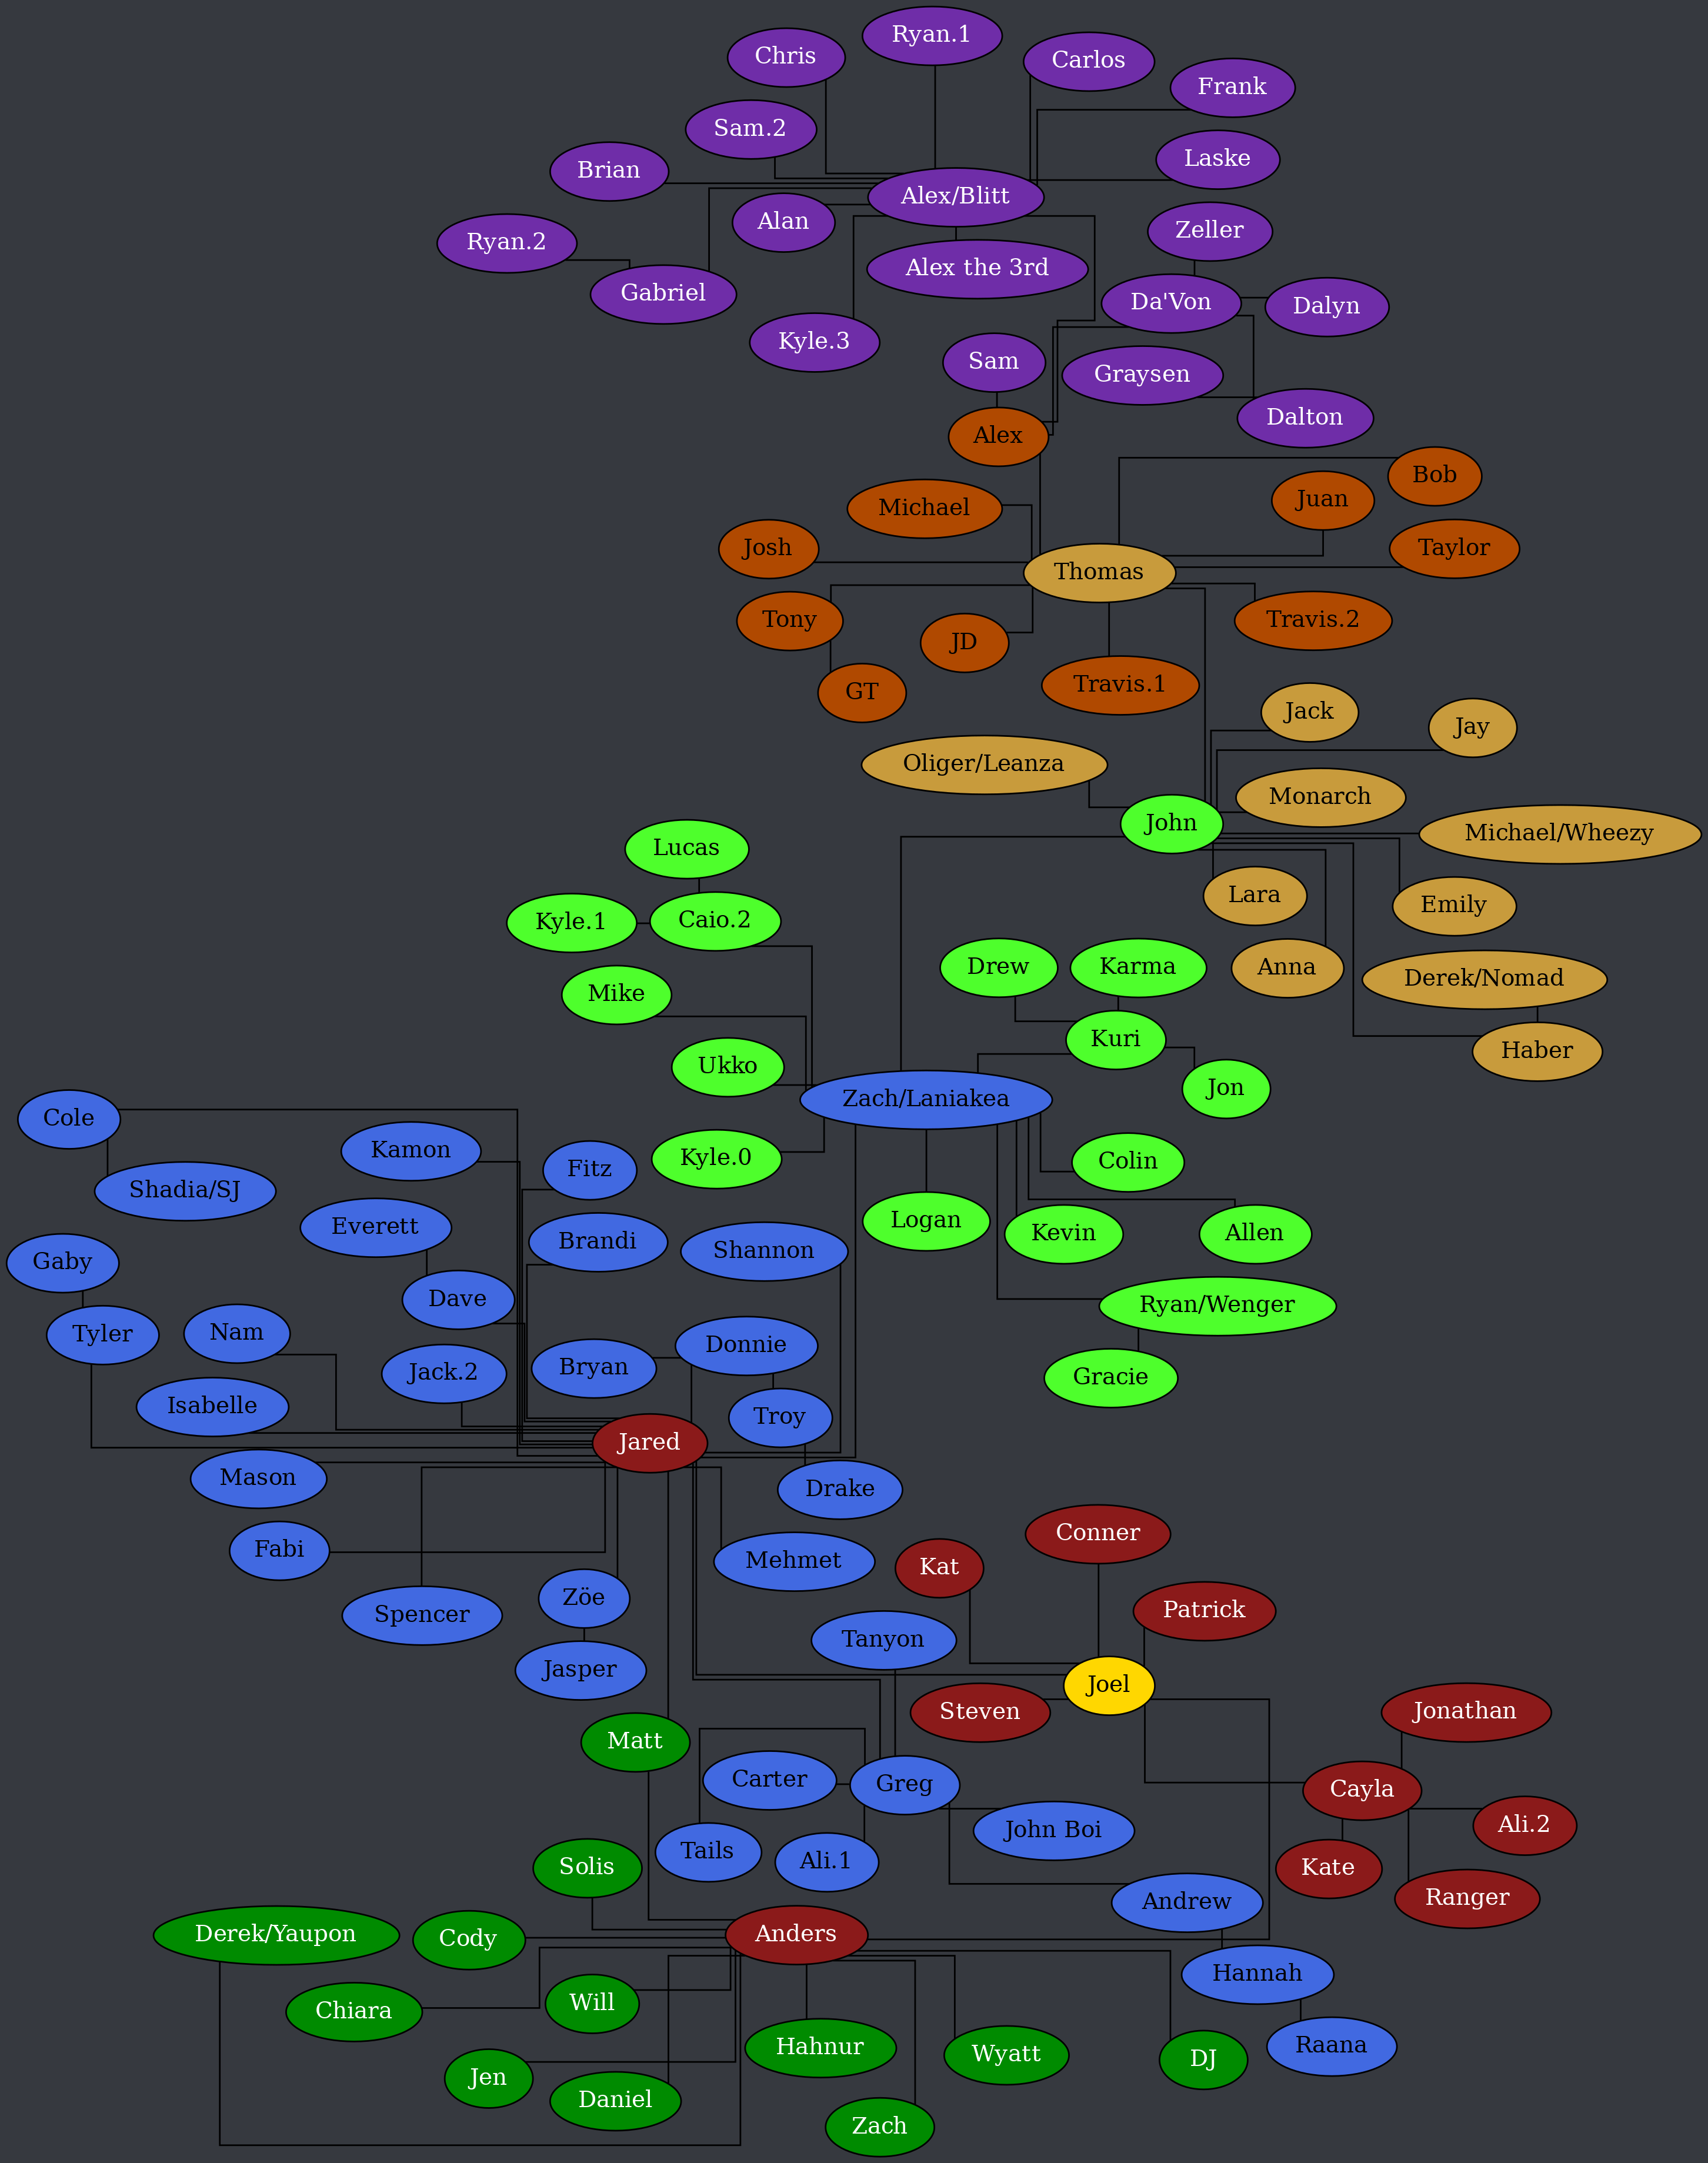 Ryan.1
Chris
Carlos
Frank
Sam.2
Laske
Brian
Alex/Blitt
Alan
Zeller
Ryan.2
Alex the 3rd
Gabriel
Da'Von
Dalyn
Kyle.3
Sam
Graysen
Dalton
Alex
Bob
Michael
Juan
Josh
Taylor
Thomas
Tony
Travis.2
JD
GT
Travis.1
Jack
Jay
Oliger/Leanza
Monarch
John
Michael/Wheezy
Lucas
Lara
Emily
Kyle.1
Caio.2
Drew
Karma
Anna
Derek/Nomad
Mike
Kuri
Haber
Ukko
Jon
Zach/Laniakea
Cole
Kamon
Kyle.0
Colin
Fitz
Shadia/SJ
Logan
Everett
Kevin
Allen
Brandi
Shannon
Gaby
Dave
Ryan/Wenger
Tyler
Nam
Donnie
Bryan
Jack.2
Gracie
Isabelle
Troy
Jared
Mason
Drake
Conner
Fabi
Mehmet
Kat
Zöe
Patrick
Spencer
Tanyon
Jasper
Joel
Steven
Jonathan
Matt
Carter
Greg
Cayla
John Boi
Ali.2
Tails
Ali.1
Solis
Kate
Ranger
Andrew
Derek/Yaupon
Cody
Anders
Hannah
Chiara
Will
Hahnur
Wyatt
DJ
Raana
Jen
Daniel
Zach